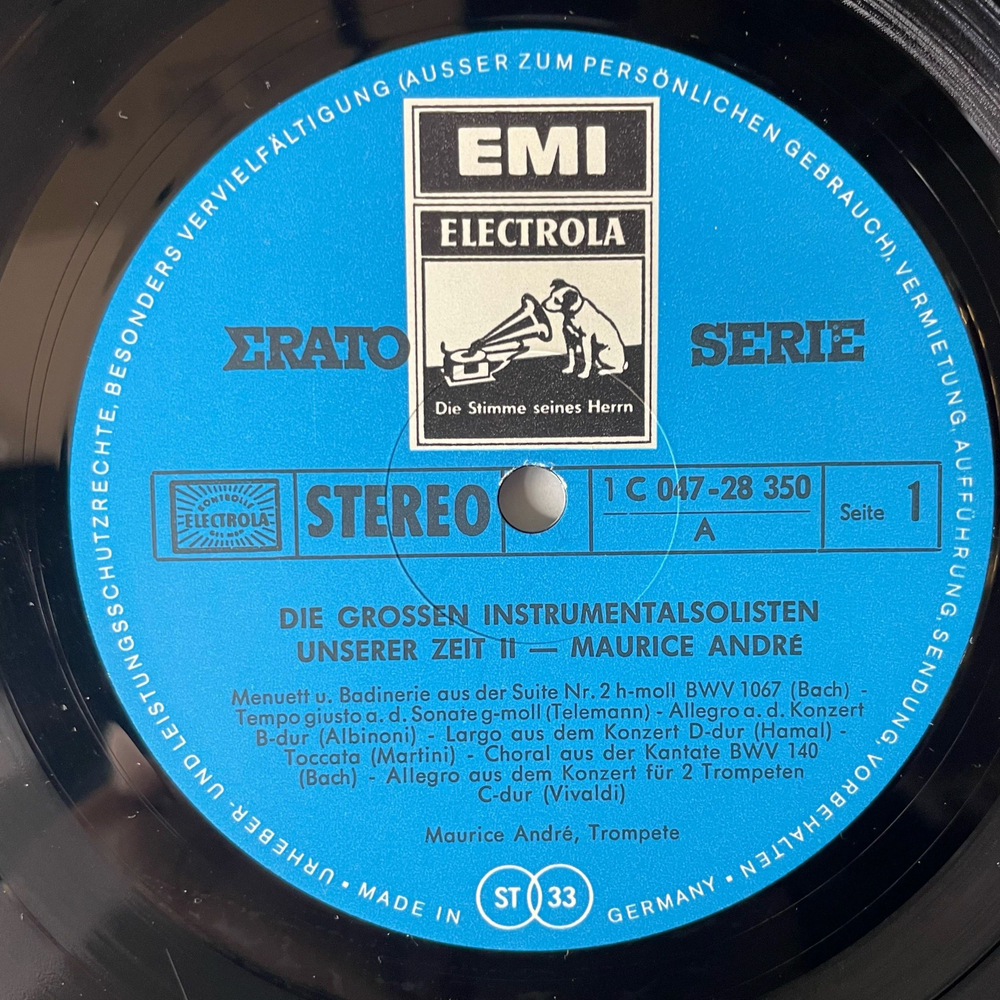 URHEBER- UND LEISTUNGSSCHUTZRECHTE, BESONDERS VERVIELFÄLTIGUNG (AUSSER ZUM PERSÖNLICHEN GEBRAUCH), VERMIETUNG, AUFFÜHRUNG, SENDUNG, VORBEHALTEN •
EMI
ELECTROLA
ERATO SERIE
Die Stimme seines Herrn
KONTROLLE
ELECTROLA
GES MBH
STEREO
1 C 047-28 350
A
Seite 1
DIE GROSSEN INSTRUMENTALSOLISTEN
UNSERER ZEIT II — MAURICE ANDRÉ
Menuett u. Badinerie aus der Suite Nr. 2 h-moll BWV 1067 (Bach) -
Tempo giusto a. d. Sonate g-moll (Telemann) - Allegro a. d. Konzert
B-dur (Albinoni) - Largo aus dem Konzert D-dur (Hamal) -
Toccata (Martini) - Choral aus der Kantate BWV 140
(Bach) - Allegro aus dem Konzert für 2 Trompeten
C-dur (Vivaldi)
Maurice André, Trompete
• MADE IN GERMANY
ST 33